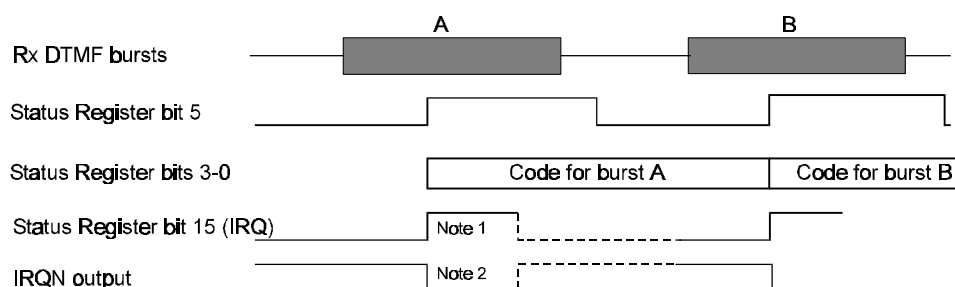 A B
Rx DTMF bursts
Status Register bit 5
Status Register bits 3-0 Code for burst A Code for burst B
Status Register bit 15 (IRQ) Note 1
IRQN output Note 2